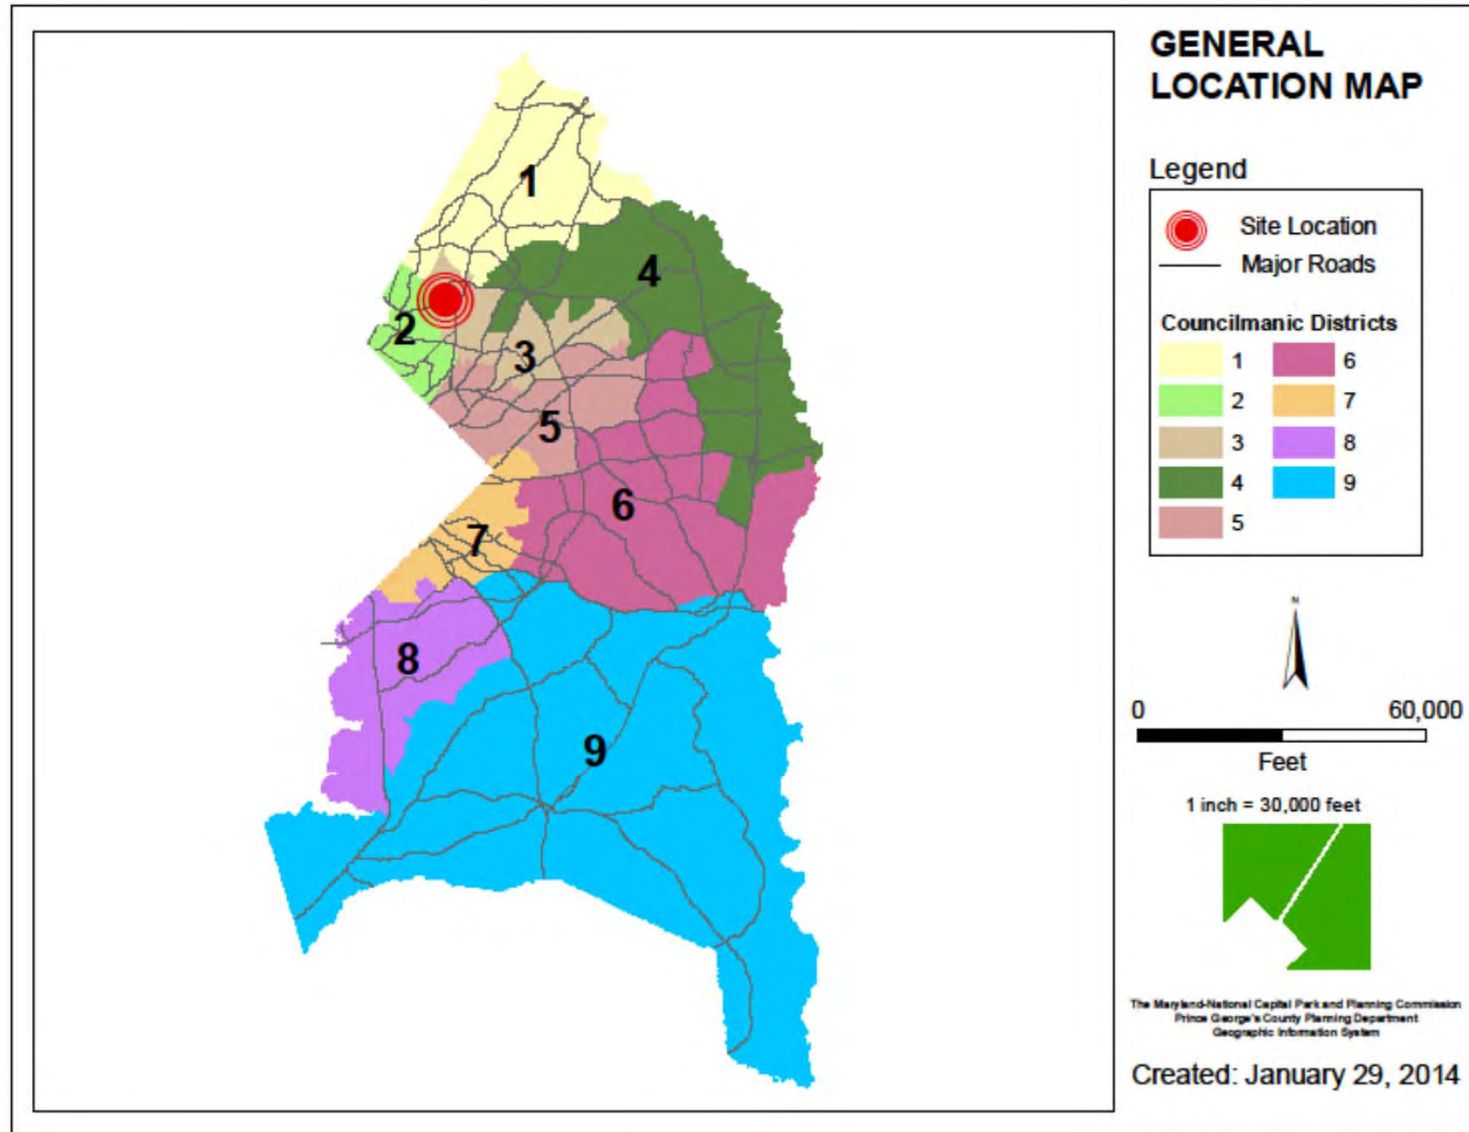 GENERAL
LOCATION MAP
Legend
Site Location
Major Roads
Councilmanic Districts
1 6
2 7
3 8
4 9
5
1
2
3
4
5
6
7
8
9
N
0 60,000
Feet
1 inch = 30,000 feet
The Maryland-National Capital Park and Planning Commission
Prince George's County Planning Department
Geographic Information System
Created: January 29, 2014